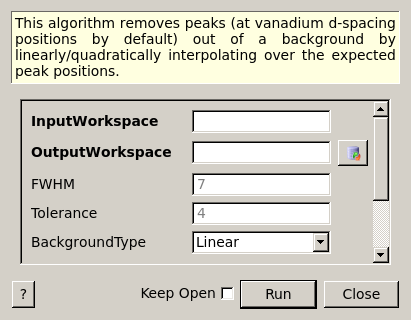 This algorithm removes peaks (at vanadium d-spacing
positions by default) out of a background by
linearly/quadratically interpolating over the expected
peak positions.
InputWorkspace
OutputWorkspace
FWHM 7
Tolerance 4
BackgroundType Linear
? Keep Open Run Close